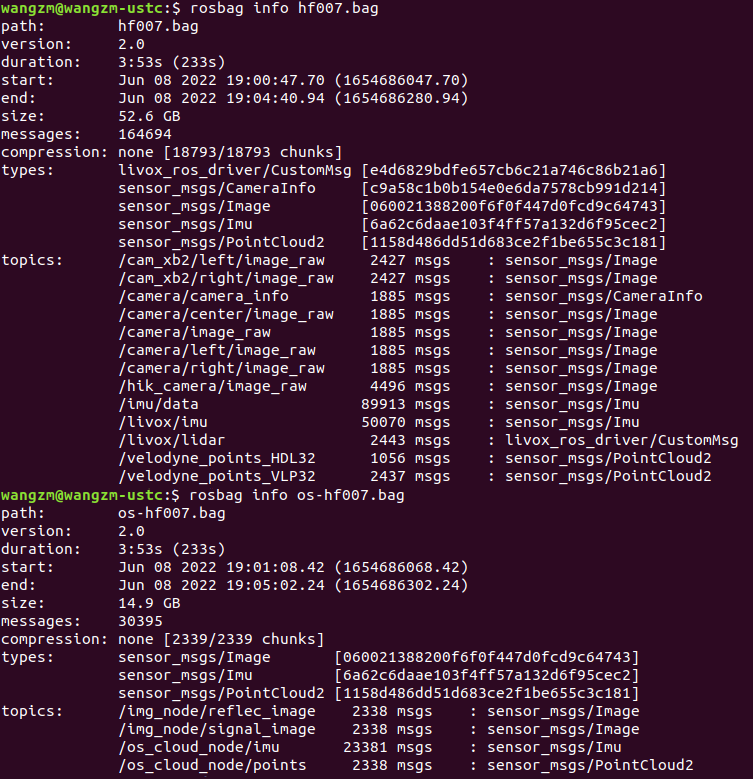 wangzm@wangzm-ustc:$ rosbag info hf007.bag
path:        hf007.bag
version:     2.0
duration:    3:53s (233s)
start:       Jun 08 2022 19:00:47.70 (1654686047.70)
end:         Jun 08 2022 19:04:40.94 (1654686280.94)
size:        52.6 GB
messages:    164694
compression: none [18793/18793 chunks]
types:       livox_ros_driver/CustomMsg [e4d6829bdfe657cb6c21a746c86b21a6]
             sensor_msgs/CameraInfo     [c9a58c1b0b154e0e6da7578cb991d214]
             sensor_msgs/Image          [060021388200f6f0f447d0fcd9c64743]
             sensor_msgs/Imu            [6a62c6daae103f4ff57a132d6f95cec2]
             sensor_msgs/PointCloud2    [1158d486dd51d683ce2f1be655c3c181]
topics:      /cam_xb2/left/image_raw     2427 msgs    : sensor_msgs/Image
             /cam_xb2/right/image_raw    2427 msgs    : sensor_msgs/Image
             /camera/camera_info         1885 msgs    : sensor_msgs/CameraInfo
             /camera/center/image_raw    1885 msgs    : sensor_msgs/Image
             /camera/image_raw           1885 msgs    : sensor_msgs/Image
             /camera/left/image_raw      1885 msgs    : sensor_msgs/Image
             /camera/right/image_raw     1885 msgs    : sensor_msgs/Image
             /hik_camera/image_raw       4496 msgs    : sensor_msgs/Image
             /imu/data                  89913 msgs    : sensor_msgs/Imu
             /livox/imu                 50070 msgs    : sensor_msgs/Imu
             /livox/lidar                2443 msgs    : livox_ros_driver/CustomMsg
             /velodyne_points_HDL32      1056 msgs    : sensor_msgs/PointCloud2
             /velodyne_points_VLP32      2437 msgs    : sensor_msgs/PointCloud2
wangzm@wangzm-ustc:$ rosbag info os-hf007.bag
path:        os-hf007.bag
version:     2.0
duration:    3:53s (233s)
start:       Jun 08 2022 19:01:08.42 (1654686068.42)
end:         Jun 08 2022 19:05:02.24 (1654686302.24)
size:        14.9 GB
messages:    30395
compression: none [2339/2339 chunks]
types:       sensor_msgs/Image       [060021388200f6f0f447d0fcd9c64743]
             sensor_msgs/Imu         [6a62c6daae103f4ff57a132d6f95cec2]
             sensor_msgs/PointCloud2 [1158d486dd51d683ce2f1be655c3c181]
topics:      /img_node/reflec_image    2338 msgs    : sensor_msgs/Image
             /img_node/signal_image    2338 msgs    : sensor_msgs/Image
             /os_cloud_node/imu       23381 msgs    : sensor_msgs/Imu
             /os_cloud_node/points     2338 msgs    : sensor_msgs/PointCloud2